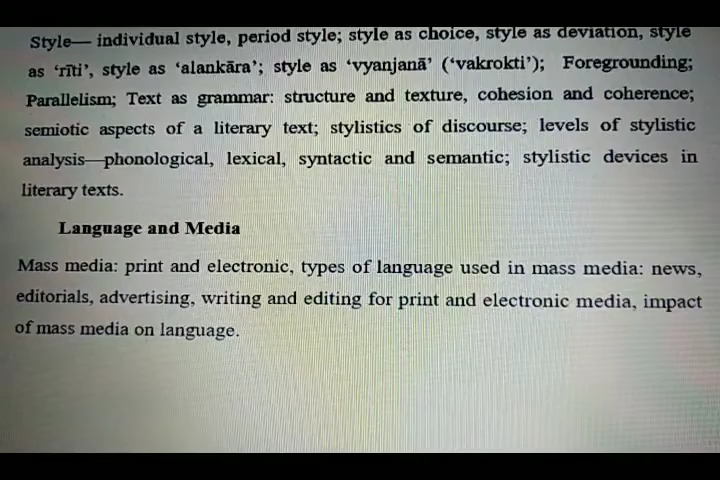 Style— individual style, period style; style as choice, style as deviation, style
as ‘rīti’, style as ‘alankāra’; style as ‘vyanjanā’ (‘vakrokti’); Foregrounding;
Parallelism; Text as grammar: structure and texture, cohesion and coherence;
semiotic aspects of a literary text; stylistics of discourse; levels of stylistic
analysis—phonological, lexical, syntactic and semantic; stylistic devices in
literary texts.
Language and Media
Mass media: print and electronic, types of language used in mass media: news,
editorials, advertising, writing and editing for print and electronic media, impact
of mass media on language.